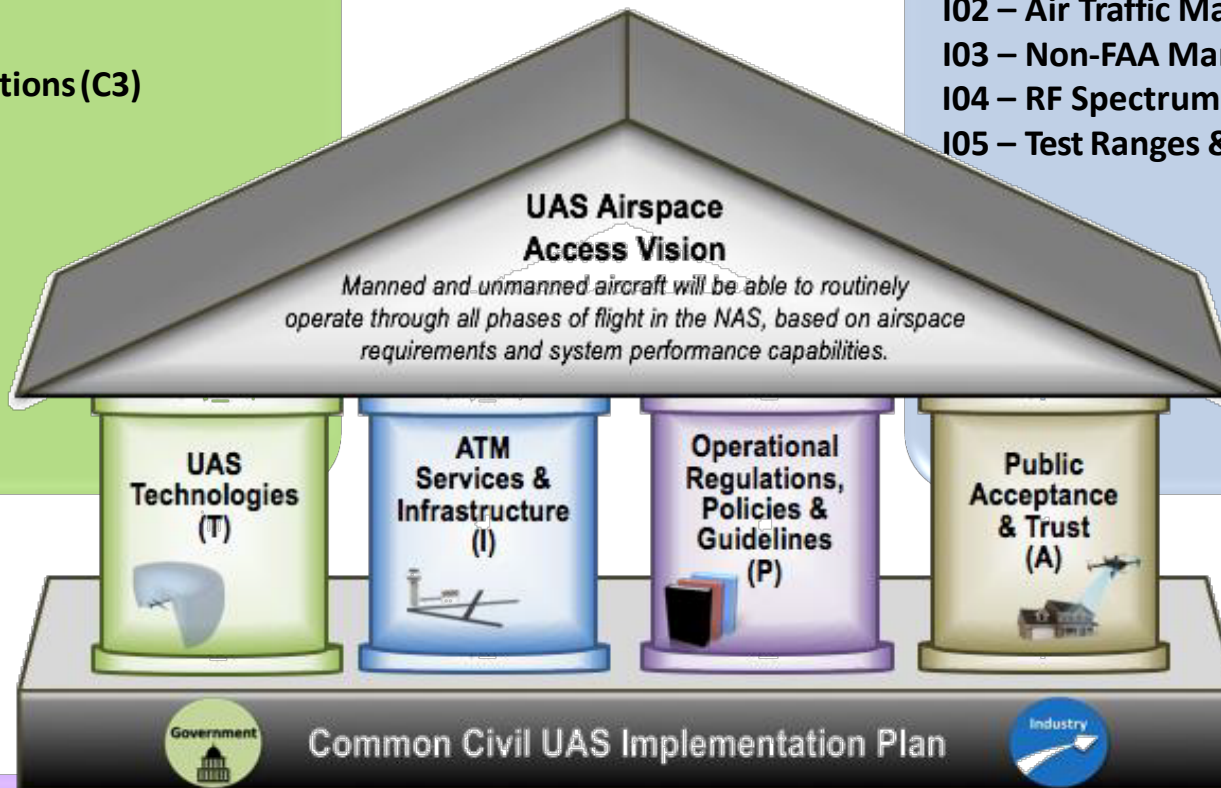 tions (C3)
I02 – Air Traffic Ma
I03 – Non-FAA Ma
I04 – RF Spectrum
I05 – Test Ranges &
UAS Airspace
Access Vision
Manned and unmanned aircraft will be able to routinely
operate through all phases of flight in the NAS, based on airspace
requirements and system performance capabilities.
UAS
Technologies
(T)
ATM
Services &
Infrastructure
(I)
Operational
Regulations,
Policies &
Guidelines
(P)
Public
Acceptance
& Trust
(A)
Government
Common Civil UAS Implementation Plan
Industry